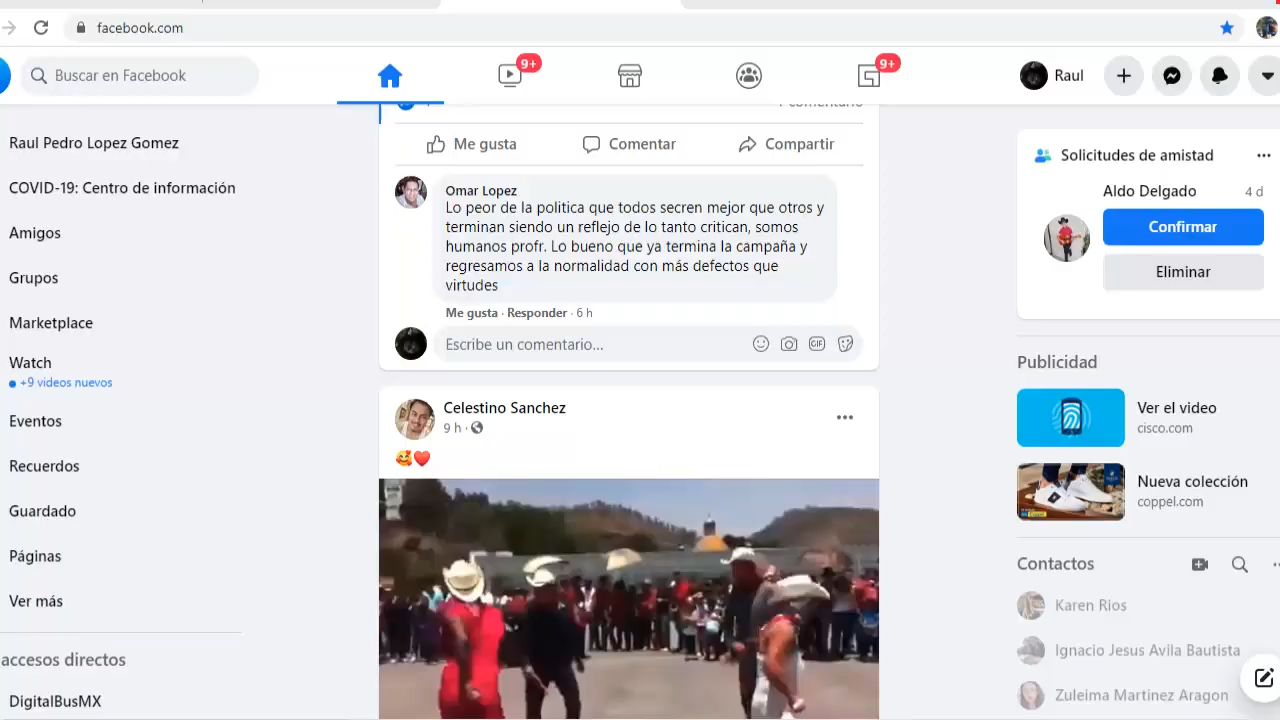 facebook.com
Buscar en Facebook
9+
9+
Raul
Raul Pedro Lopez Gomez
COVID-19: Centro de información
Amigos
Grupos
Marketplace
Watch
+9 videos nuevos
Eventos
Recuerdos
Guardado
Páginas
Ver más
accesos directos
DigitalBusMX
1 comentario
Me gusta
Comentar
Compartir
Omar Lopez
Lo peor de la politica que todos secren mejor que otros y
terminan siendo un reflejo de lo tanto critican, somos
humanos profr. Lo bueno que ya termina la campaña y
regresamos a la normalidad con más defectos que
virtudes
Me gusta · Responder · 6 h
Escribe un comentario...
GIF
Celestino Sanchez
9 h ·
Solicitudes de amistad
Aldo Delgado
4 d
Confirmar
Eliminar
Publicidad
Ver el video
cisco.com
Nueva colección
coppel.com
Contactos
Karen Rios
Ignacio Jesus Avila Bautista
Zuleima Martinez Aragon